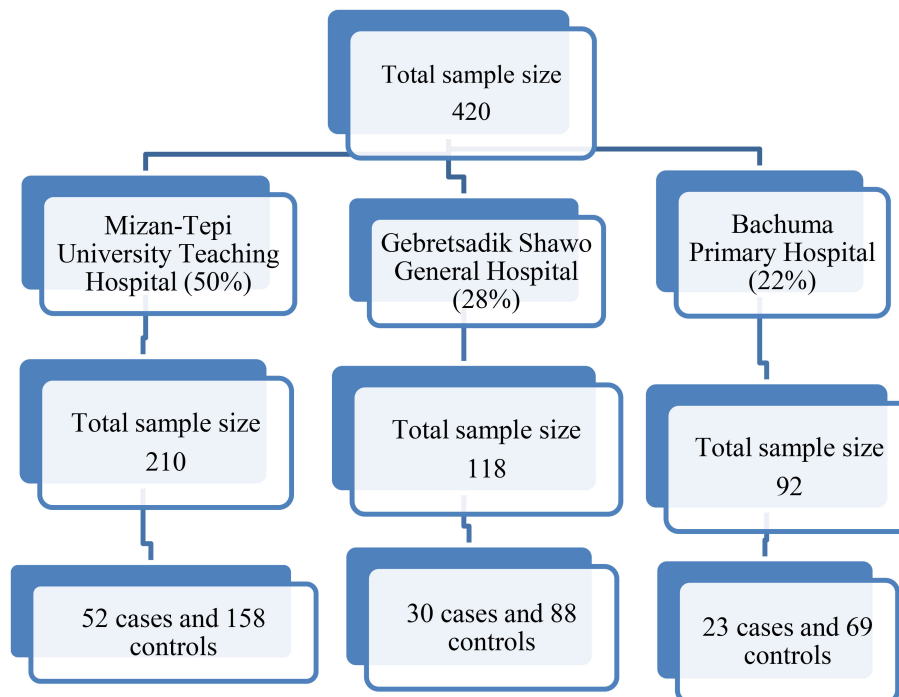 Total sample size
420
Mizan-Tepi
University Teaching
Hospital (50%)
Gebretsadik Shawo
General Hospital
(28%)
Bachuma
Primary Hospital
(22%)
Total sample size
210
Total sample size
118
Total sample size
92
52 cases and 158
controls
30 cases and 88
controls
23 cases and 69
controls